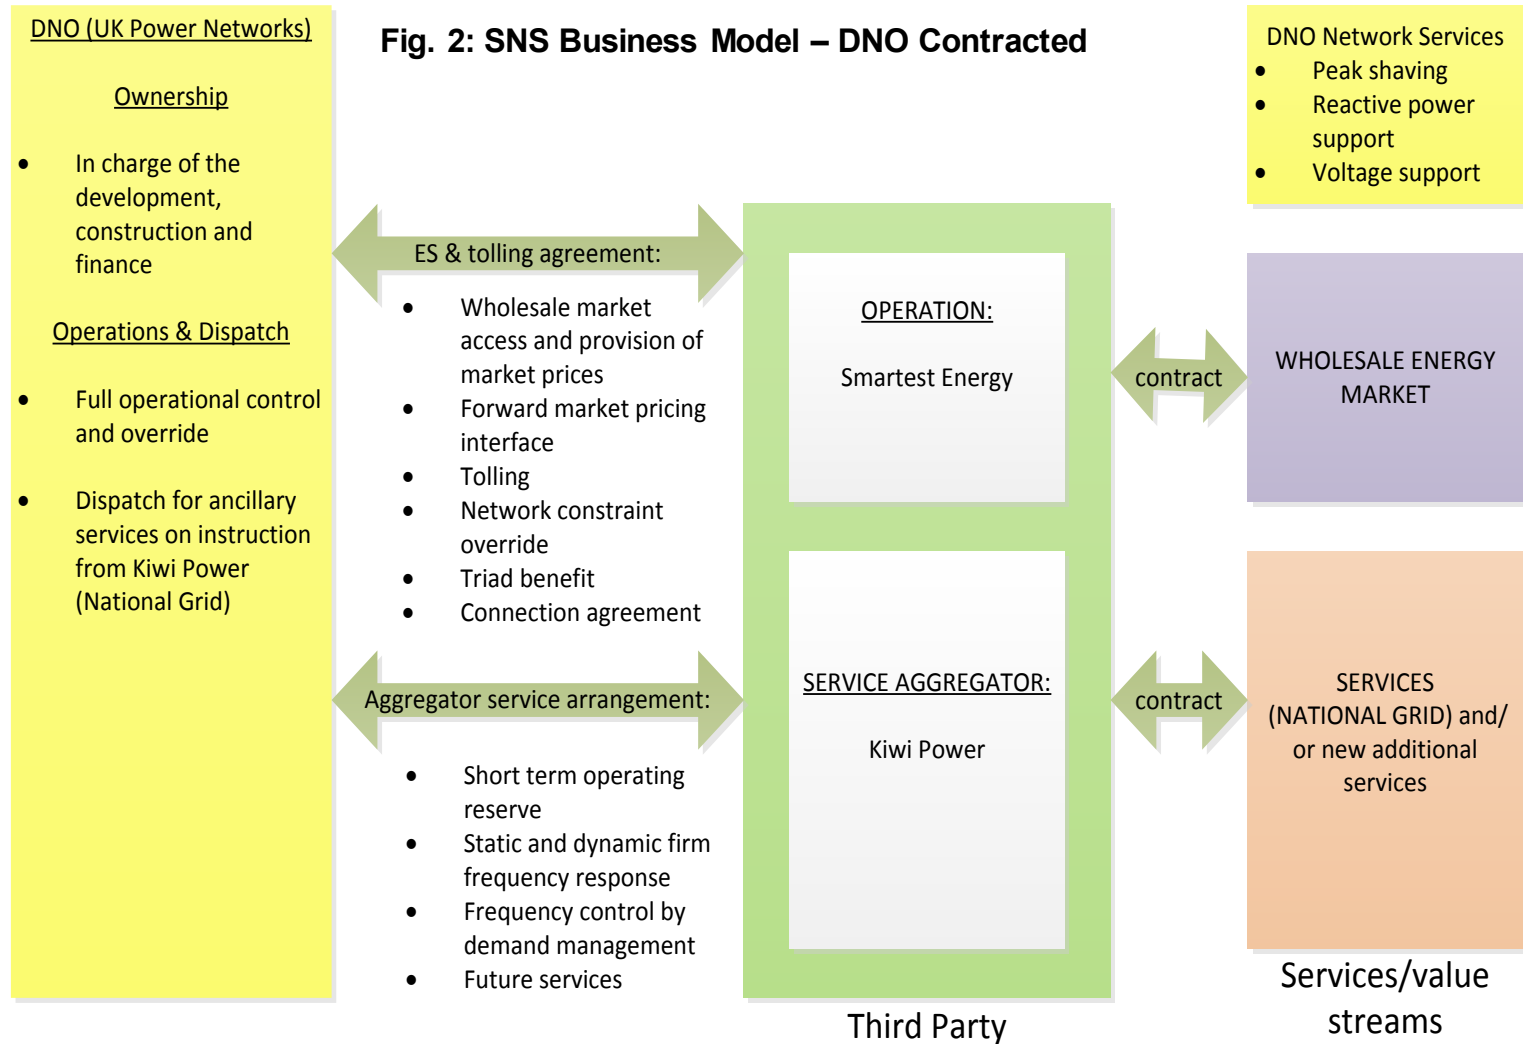 Fig. 2: SNS Business Model – DNO Contracted
DNO (UK Power Networks)
Ownership
• In charge of the
development,
construction and
finance
Operations & Dispatch
• Full operational control
and override
• Dispatch for ancillary
services on instruction
from Kiwi Power
(National Grid)
ES & tolling agreement:
• Wholesale market
access and provision of
market prices
• Forward market pricing
interface
• Tolling
• Network constraint
override
• Triad benefit
• Connection agreement
Aggregator service arrangement:
• Short term operating
reserve
• Static and dynamic firm
frequency response
• Frequency control by
demand management
• Future services
OPERATION:
Smartest Energy
SERVICE AGGREGATOR:
Kiwi Power
Third Party
contract
contract
DNO Network Services
• Peak shaving
• Reactive power
support
• Voltage support
WHOLESALE ENERGY
MARKET
SERVICES
(NATIONAL GRID) and/
or new additional
services
Services/value
streams